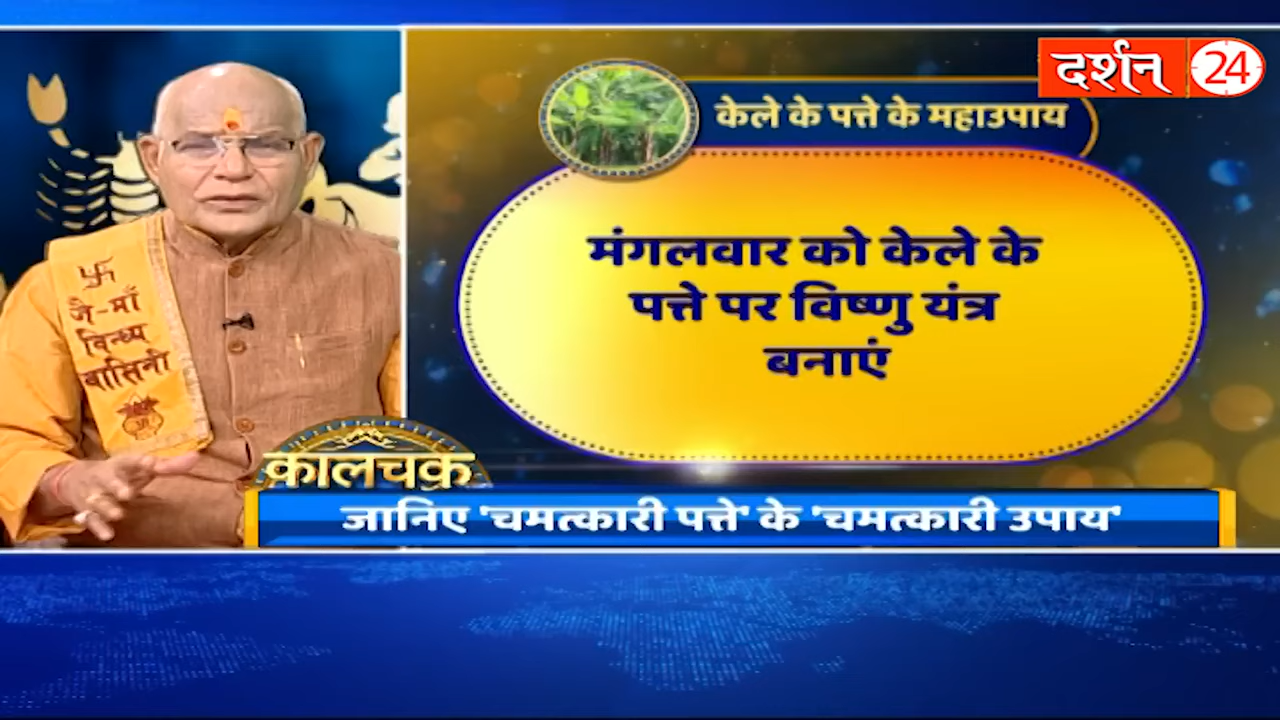 दर्शन 24
केले के पत्ते के महाउपाय
मंगलवार को केले के
पत्ते पर विष्णु यंत्र
बनाएं
जै-माँ
विन्ध्य
बासिनी
कालचक्र
जानिए 'चमत्कारी पत्ते' के 'चमत्कारी उपाय'